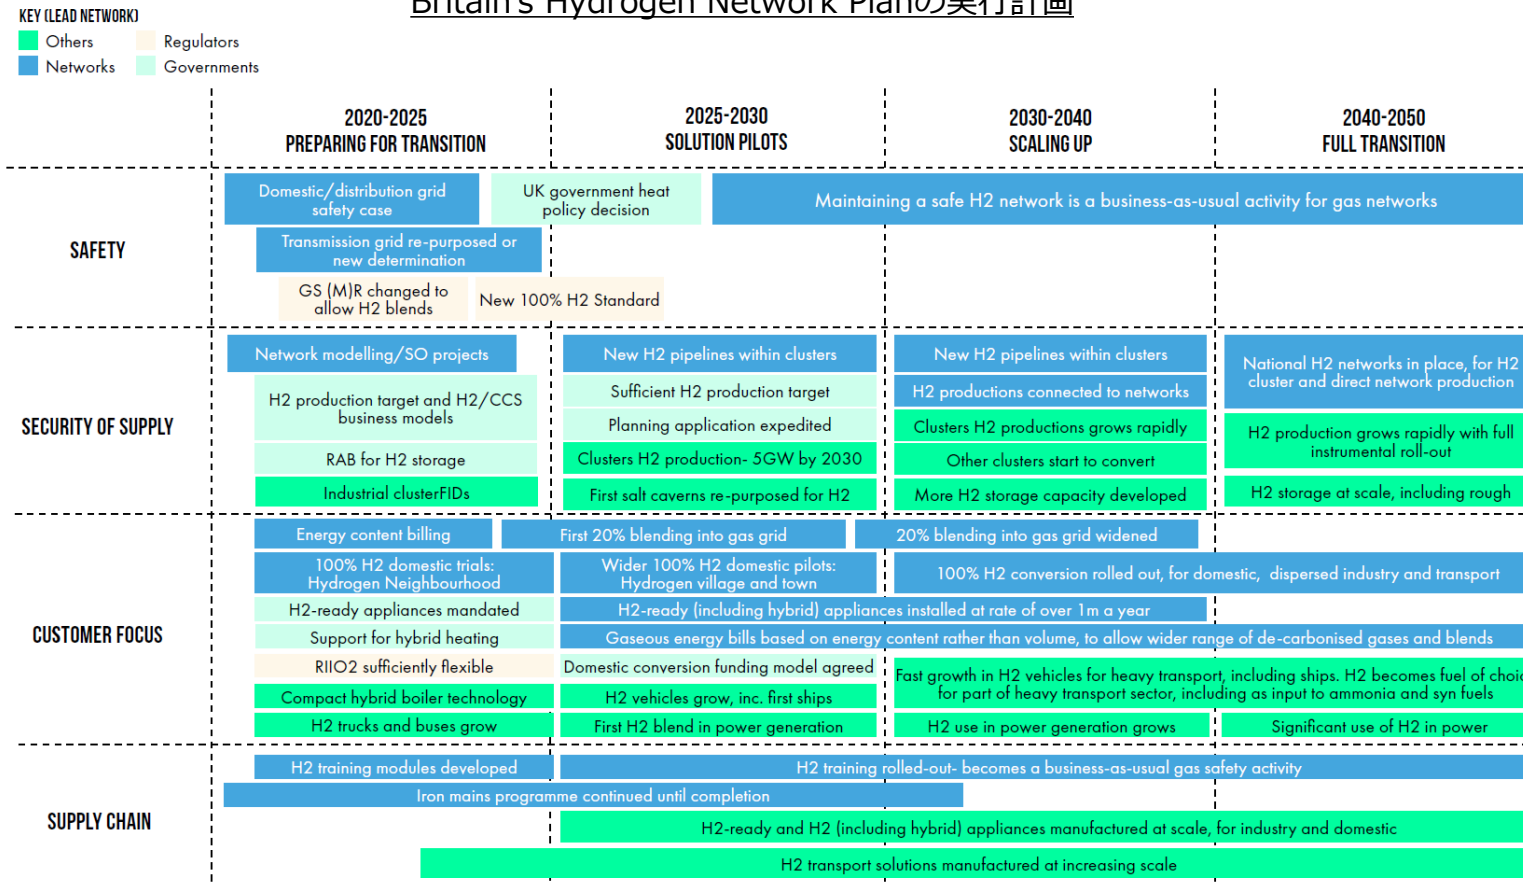 Britain's Hydrogen Network Planの実行計画
KEY (LEAD NETWORK)
Others
Regulators
Networks
Governments
2020-2025
PREPARING FOR TRANSITION
2025-2030
SOLUTION PILOTS
2030-2040
SCALING UP
2040-2050
FULL TRANSITION
SAFETY
Domestic/distribution grid
safety case
UK government heat
policy decision
Maintaining a safe H2 network is a business-as-usual activity for gas networks
Transmission grid re-purposed or
new determination
GS (M)R changed to
allow H2 blends
New 100% H2 Standard
SECURITY OF SUPPLY
Network modelling/SO projects
New H2 pipelines within clusters
New H2 pipelines within clusters
National H2 networks in place, for H2
cluster and direct network production
H2 production target and H2/CCS
business models
Sufficient H2 production target
H2 productions connected to networks
Planning application expedited
Clusters H2 productions grows rapidly
H2 production grows rapidly with full
instrumental roll-out
RAB for H2 storage
Clusters H2 production- 5GW by 2030
Other clusters start to convert
Industrial clusterFIDs
First salt caverns re-purposed for H2
More H2 storage capacity developed
H2 storage at scale, including rough
CUSTOMER FOCUS
Energy content billing
First 20% blending into gas grid
20% blending into gas grid widened
100% H2 domestic trials:
Hydrogen Neighbourhood
Wider 100% H2 domestic pilots:
Hydrogen village and town
100% H2 conversion rolled out, for domestic, dispersed industry and transport
H2-ready appliances mandated
H2-ready (including hybrid) appliances installed at rate of over 1m a year
Support for hybrid heating
Gaseous energy bills based on energy content rather than volume, to allow wider range of de-carbonised gases and blends
RIIO2 sufficiently flexible
Domestic conversion funding model agreed
Fast growth in H2 vehicles for heavy transport, including ships. H2 becomes fuel of choic
for part of heavy transport sector, including as input to ammonia and syn fuels
Compact hybrid boiler technology
H2 vehicles grow, inc. first ships
H2 trucks and buses grow
First H2 blend in power generation
H2 use in power generation grows
Significant use of H2 in power
SUPPLY CHAIN
H2 training modules developed
H2 training rolled-out- becomes a business-as-usual gas safety activity
Iron mains programme continued until completion
H2-ready and H2 (including hybrid) appliances manufactured at scale, for industry and domestic
H2 transport solutions manufactured at increasing scale